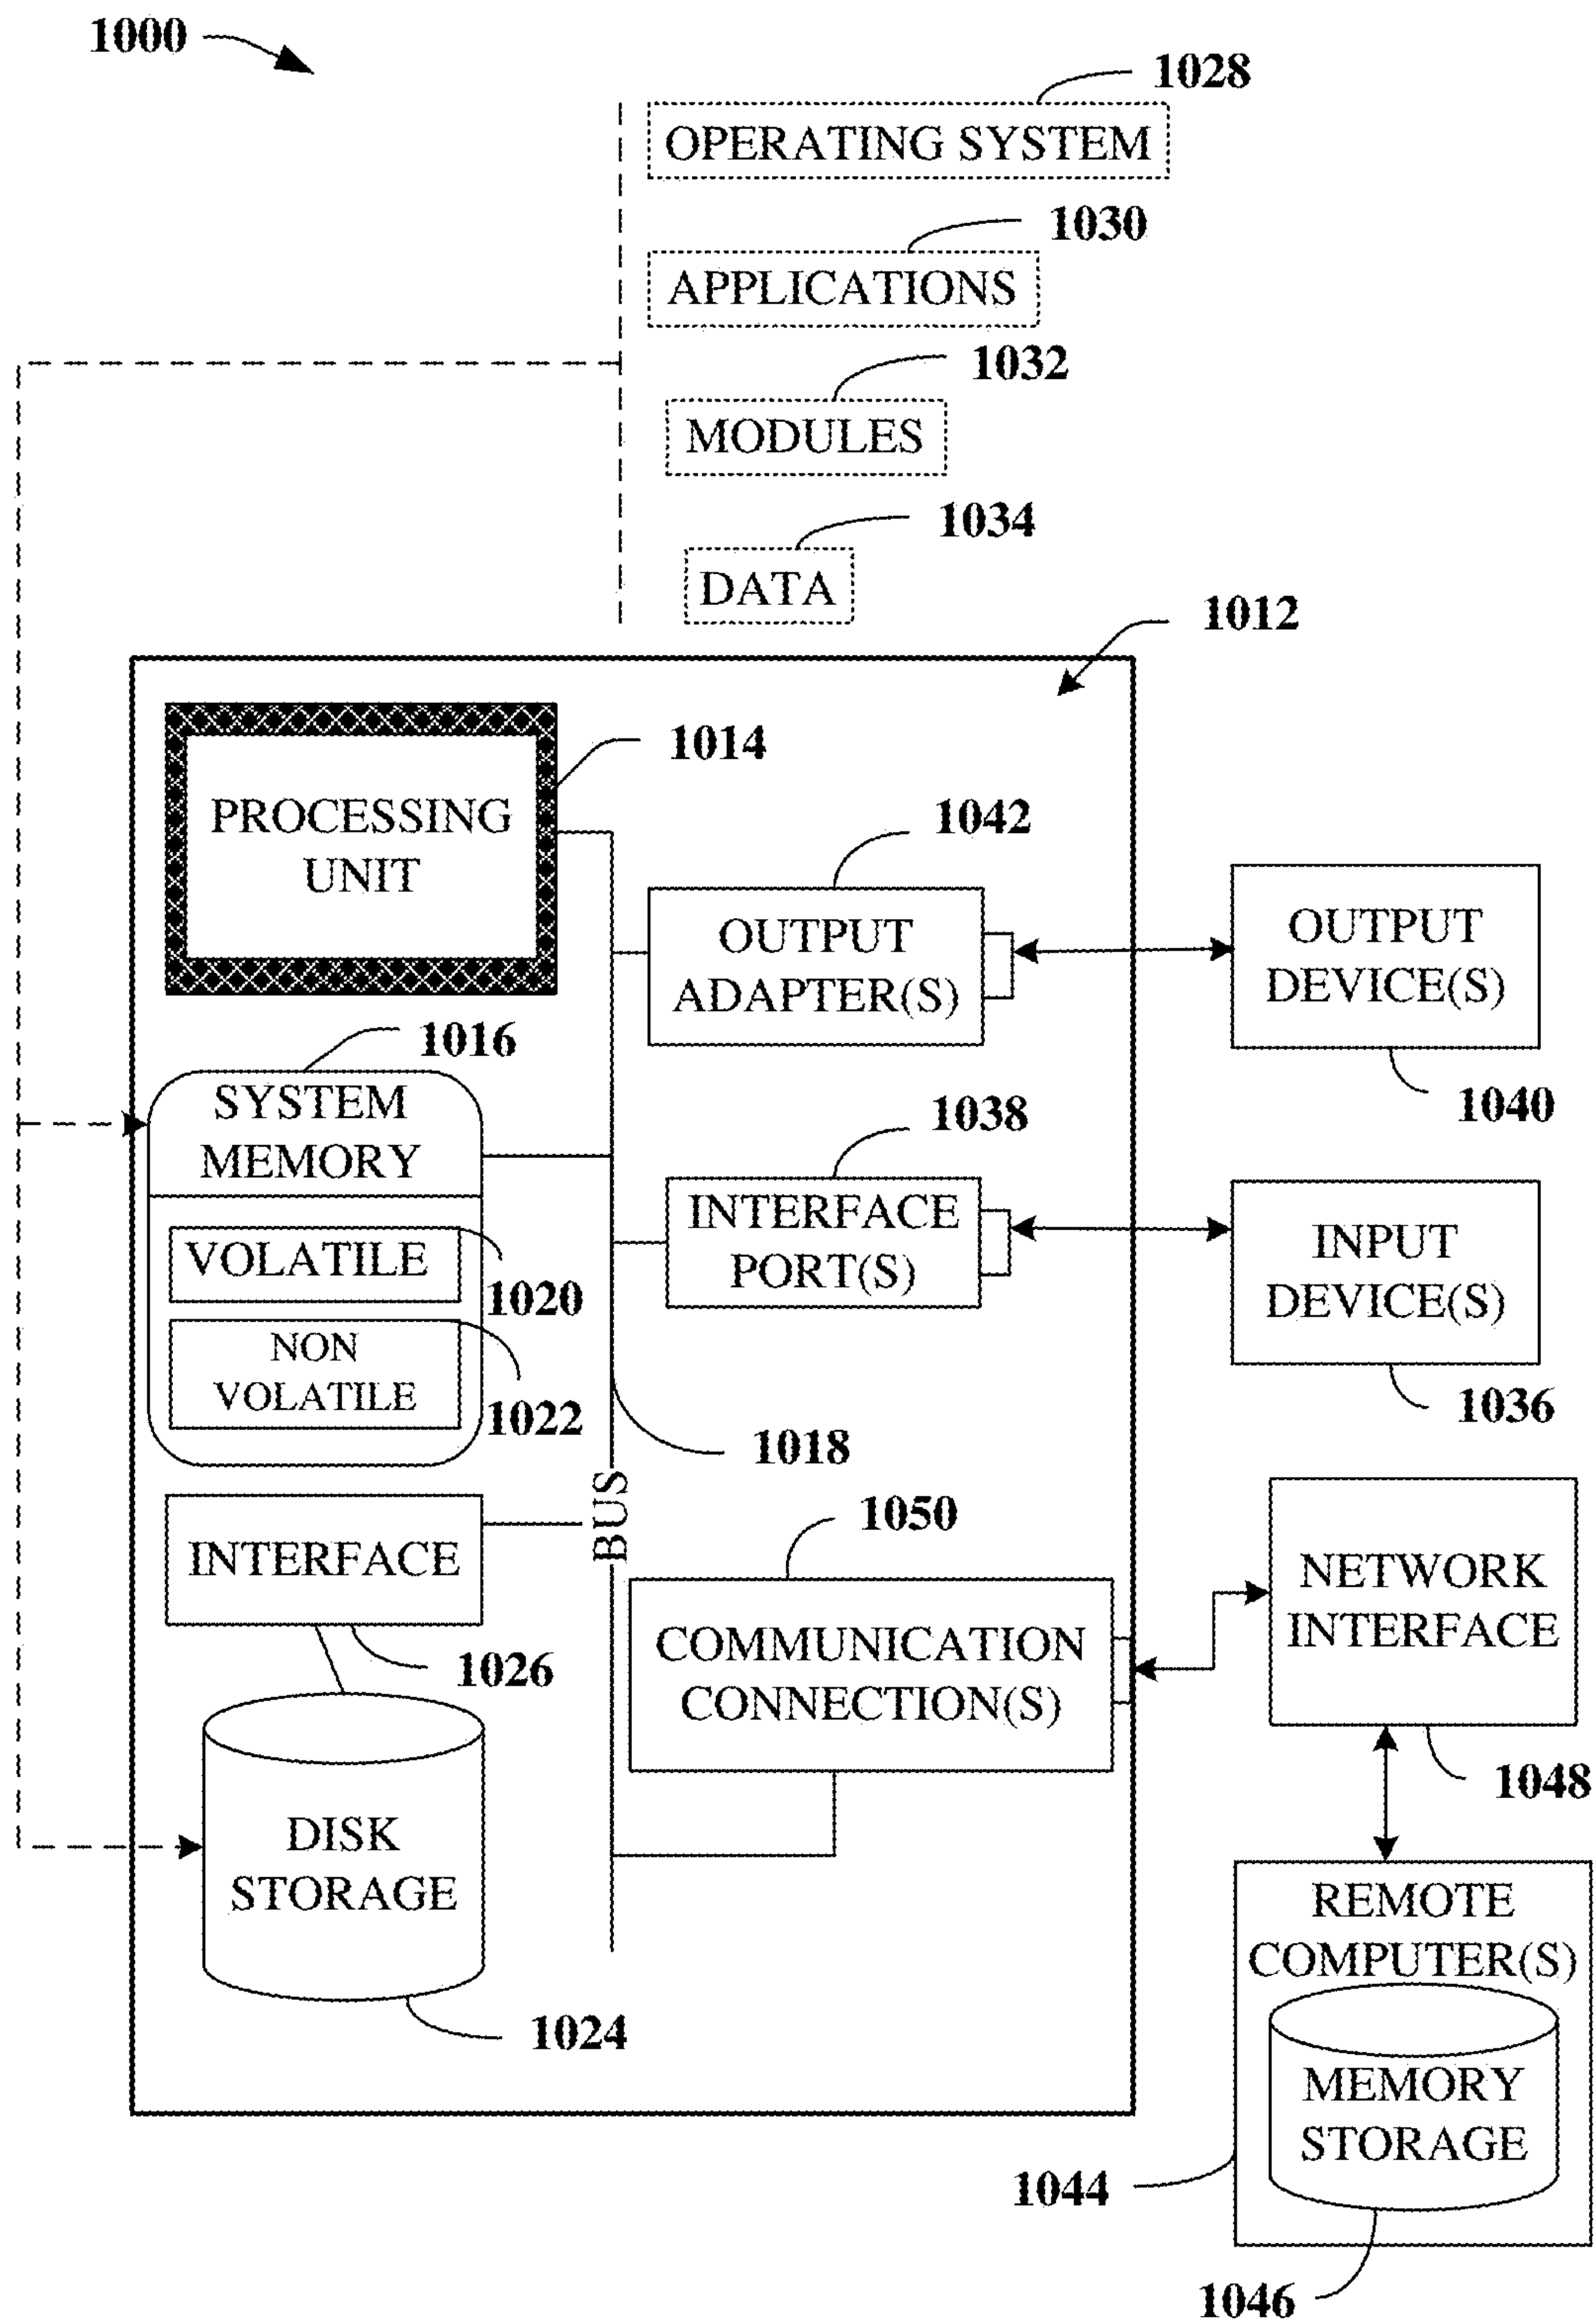 1000
1028
OPERATING SYSTEM
1030
APPLICATIONS
1032
MODULES
1034
DATA
1012
1014
PROCESSING
UNIT
1042
OUTPUT
ADAPTER(S)
OUTPUT
DEVICE(S)
1040
1016
SYSTEM
MEMORY
VOLATILE
1020
NON
VOLATILE
1022
1038
INTERFACE
PORT(S)
INPUT
DEVICE(S)
1036
1018
BUS
INTERFACE
1026
1050
COMMUNICATION
CONNECTION(S)
NETWORK
INTERFACE
1048
DISK
STORAGE
1024
REMOTE
COMPUTER(S)
MEMORY
STORAGE
1044
1046